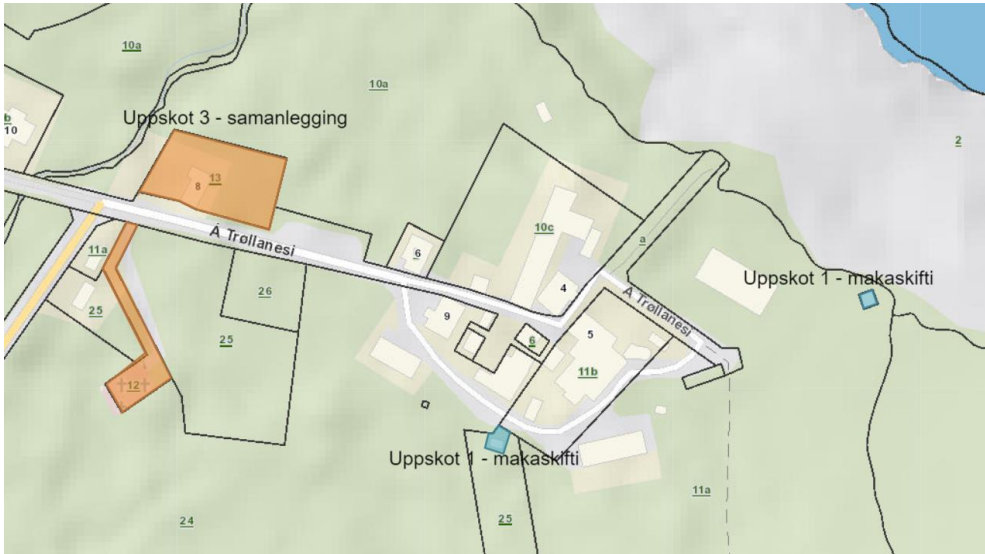 10a
10a
b
10
Uppskot 3 - samanlegging
2
8
13
Á Trøllanesi
10c
a
11a
6
Uppskot 1 - makaskifti
4
Á Trøllanesi
26
25
9
5
25
6
12
11b
Uppskot 1 - makaskifti
11a
24
25